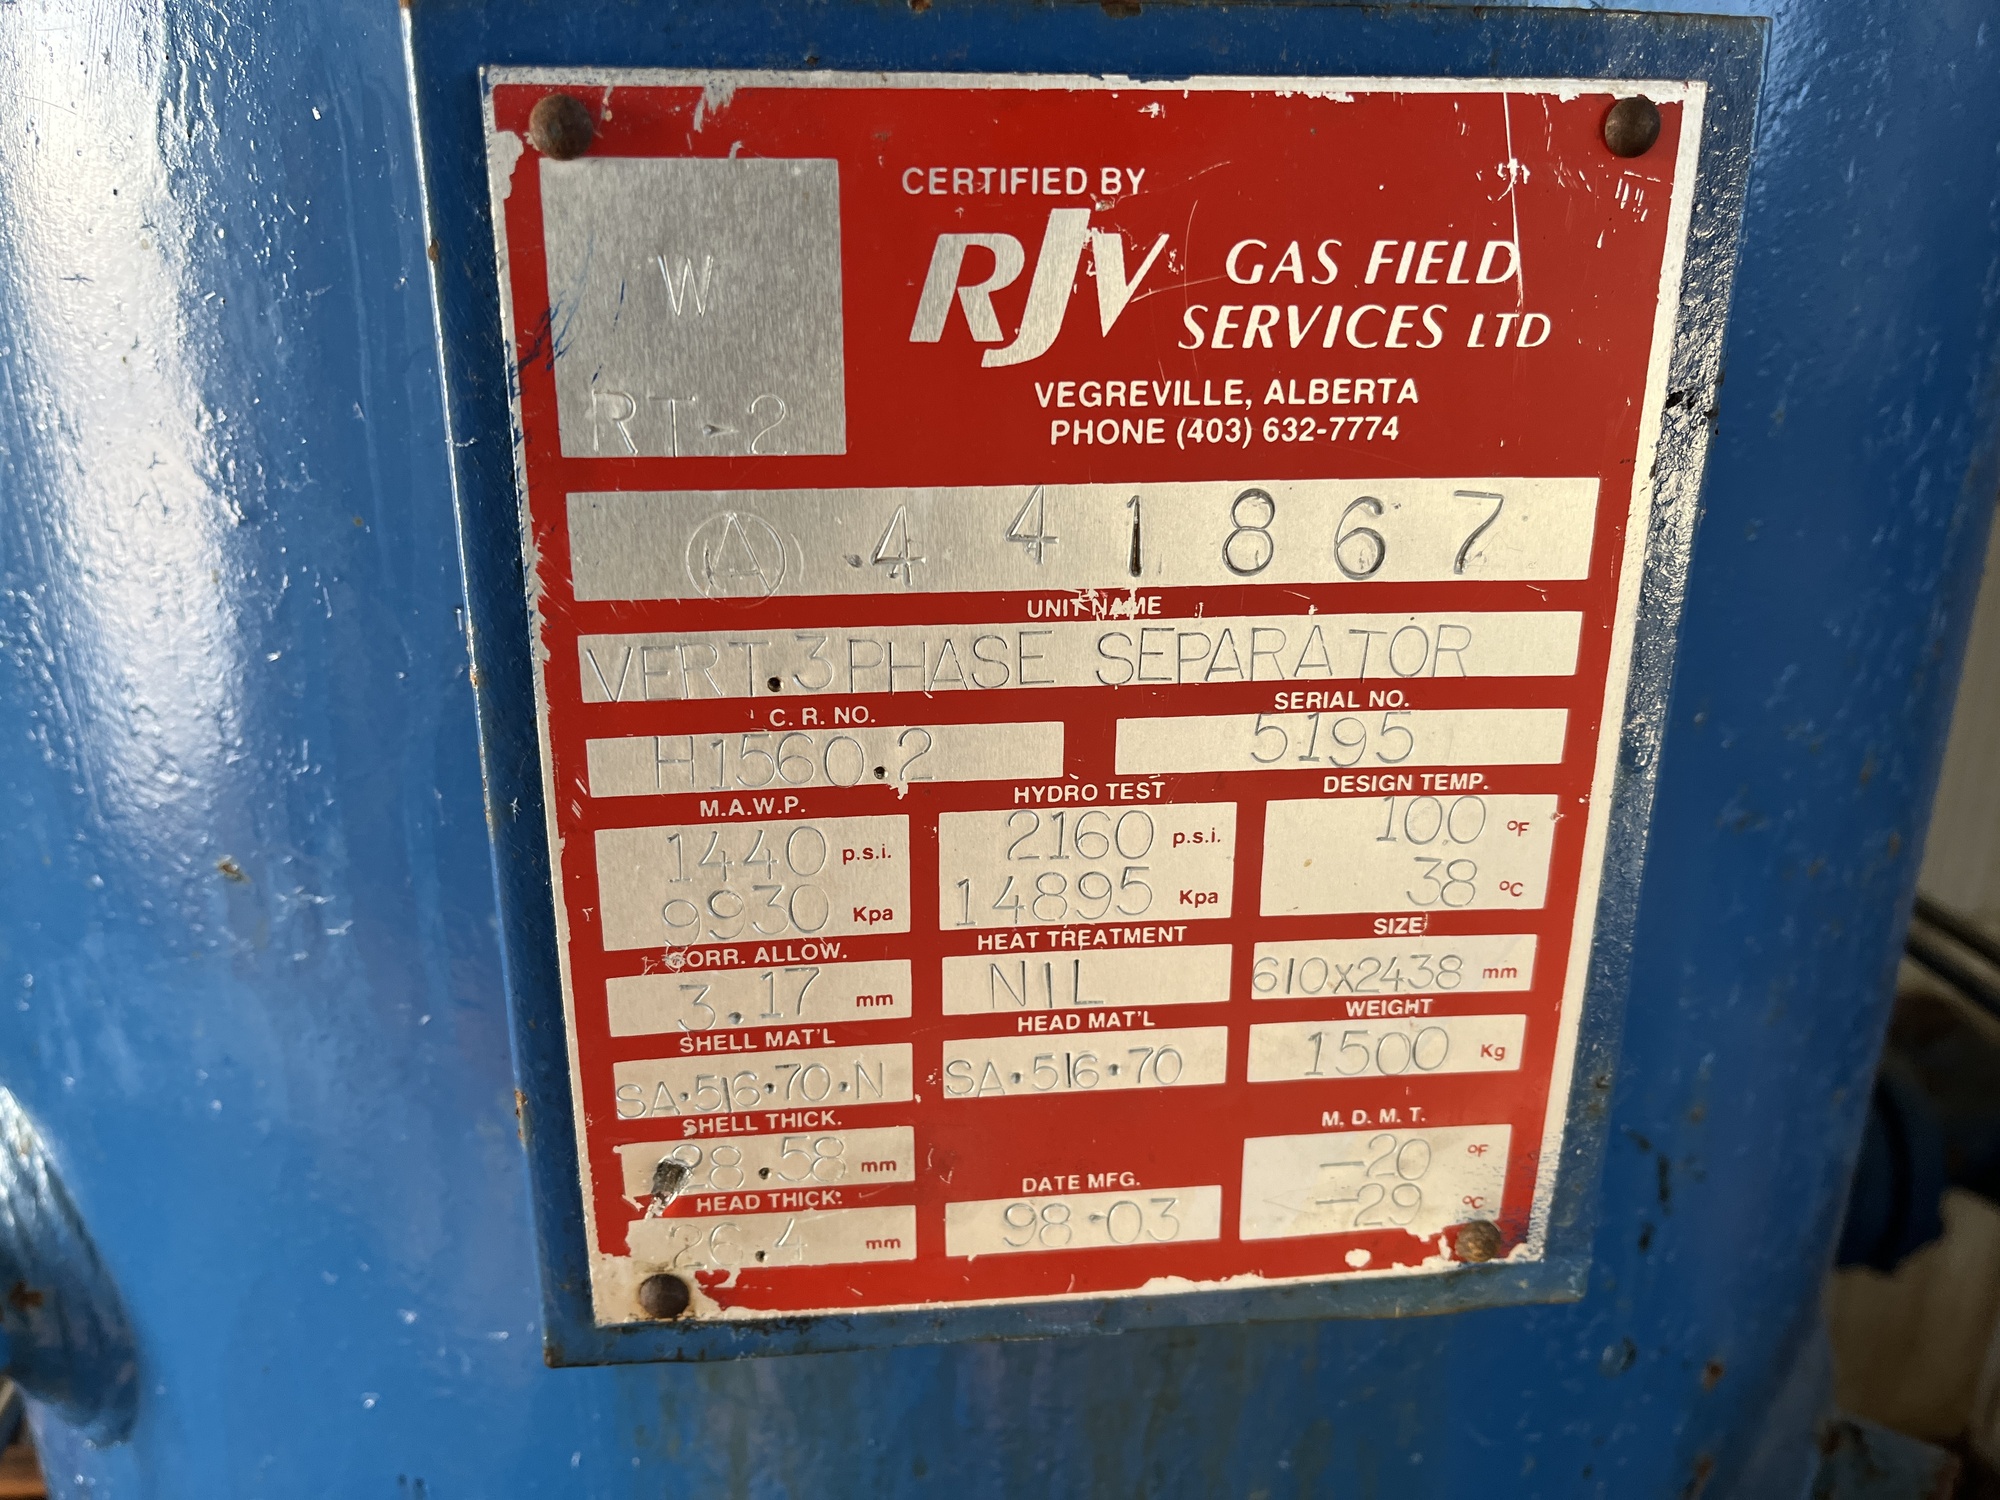 CERTIFIED BY
RJV GAS FIELD
SERVICES LTD
VEGREVILLE, ALBERTA
PHONE (403) 632-7774
W
RT-2
Ⓐ 441867
UNIT NAME
VERT.3PHASE SEPARATOR
C. R. NO.
H1560.2
SERIAL NO.
5195
M.A.W.P.
1440 p.s.i.
9930 Kpa
HYDRO TEST
2160 p.s.i.
14895 Kpa
DESIGN TEMP.
100 °F
38 °C
CORR. ALLOW.
3.17 mm
HEAT TREATMENT
NIL
SIZE
610x2438 mm
SHELL MAT'L
SA.516.70.N
HEAD MAT'L
SA.516.70
WEIGHT
1500 Kg
SHELL THICK.
28.58 mm
HEAD THICK.
26.4 mm
DATE MFG.
98-03
M. D. M. T.
-20 °F
-29 °C